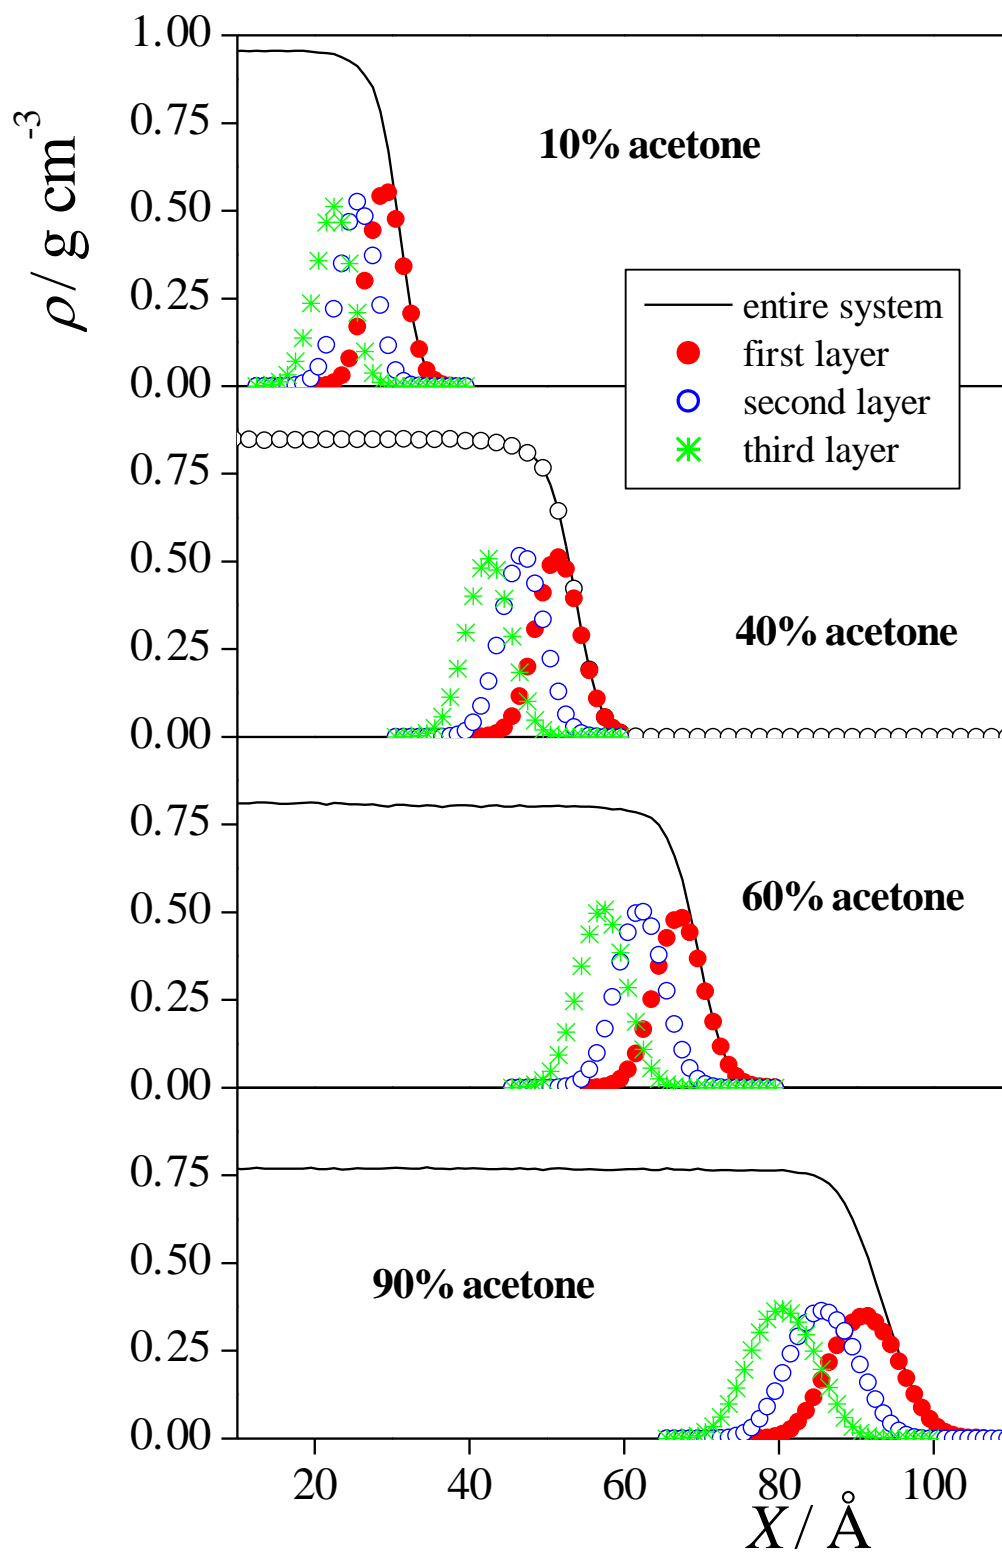 1.00
0.75
0.50
0.25
0.00
ρ / g cm-3
10% acetone
entire system
first layer
second layer
third layer
0.75
0.50
0.25
0.00
40% acetone
0.75
0.50
0.25
0.00
60% acetone
0.75
0.50
0.25
0.00
90% acetone
20 40 60 80 100
X / Å